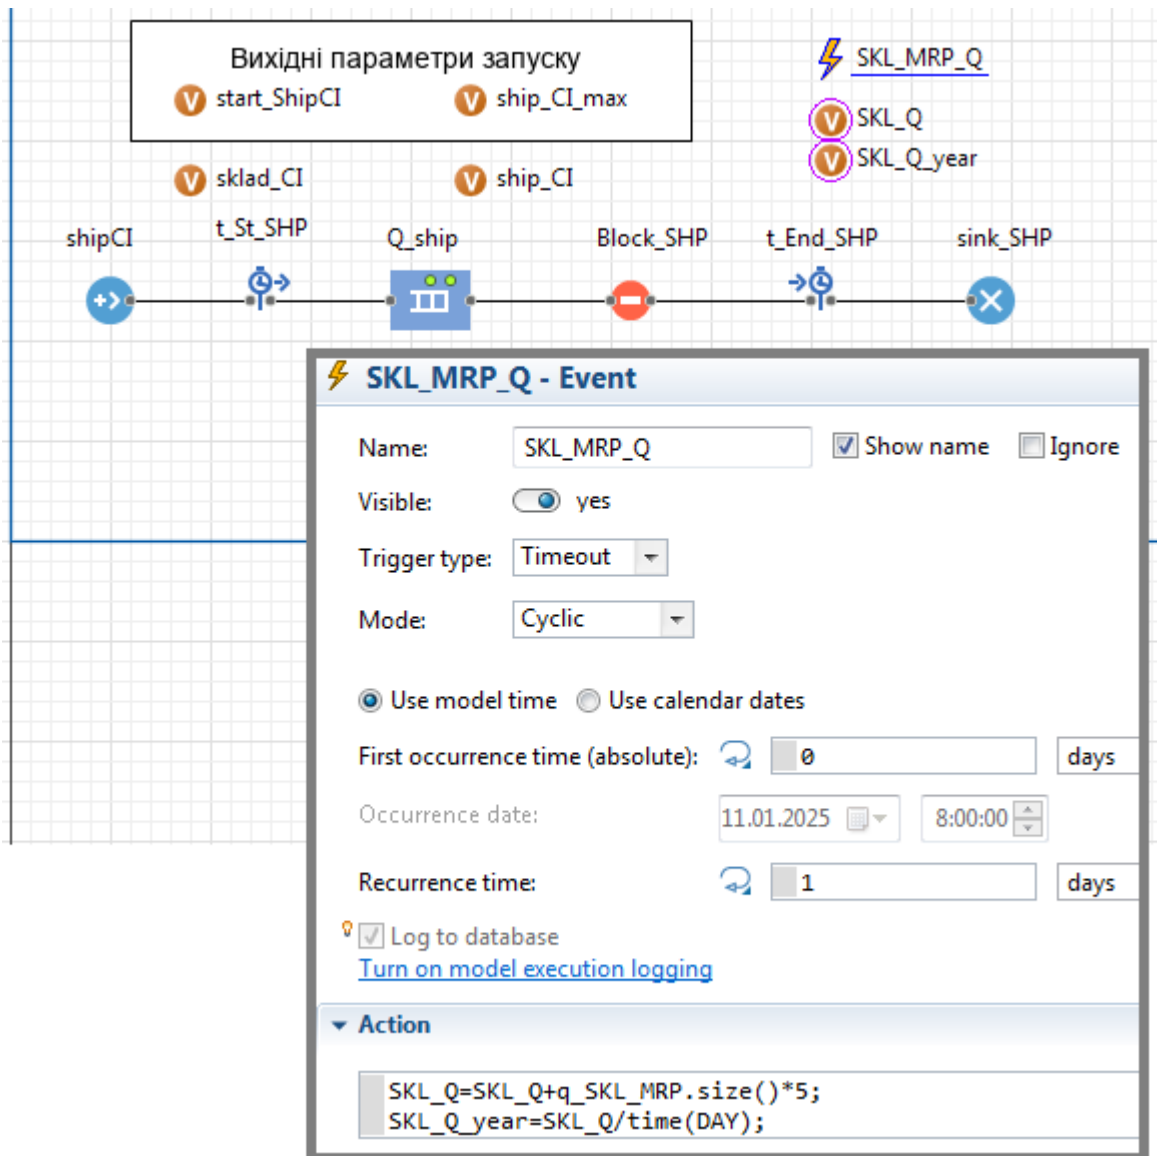 Вихідні параметри запуску
start_ShipCI
ship_CI_max
SKL_MRP_Q
SKL_Q
SKL_Q_year
sklad_CI
ship_CI
shipCI
t_St_SHP
Q_ship
Block_SHP
t_End_SHP
sink_SHP
SKL_MRP_Q - Event
Name: SKL_MRP_Q Show name Ignore
Visible: yes
Trigger type: Timeout
Mode: Cyclic
Use model time Use calendar dates
First occurrence time (absolute): 0 days
Occurrence date: 11.01.2025 8:00:00
Recurrence time: 1 days
Log to database
Turn on model execution logging
Action
SKL_Q=SKL_Q+q_SKL_MRP.size()*5;
SKL_Q_year=SKL_Q/time(DAY);